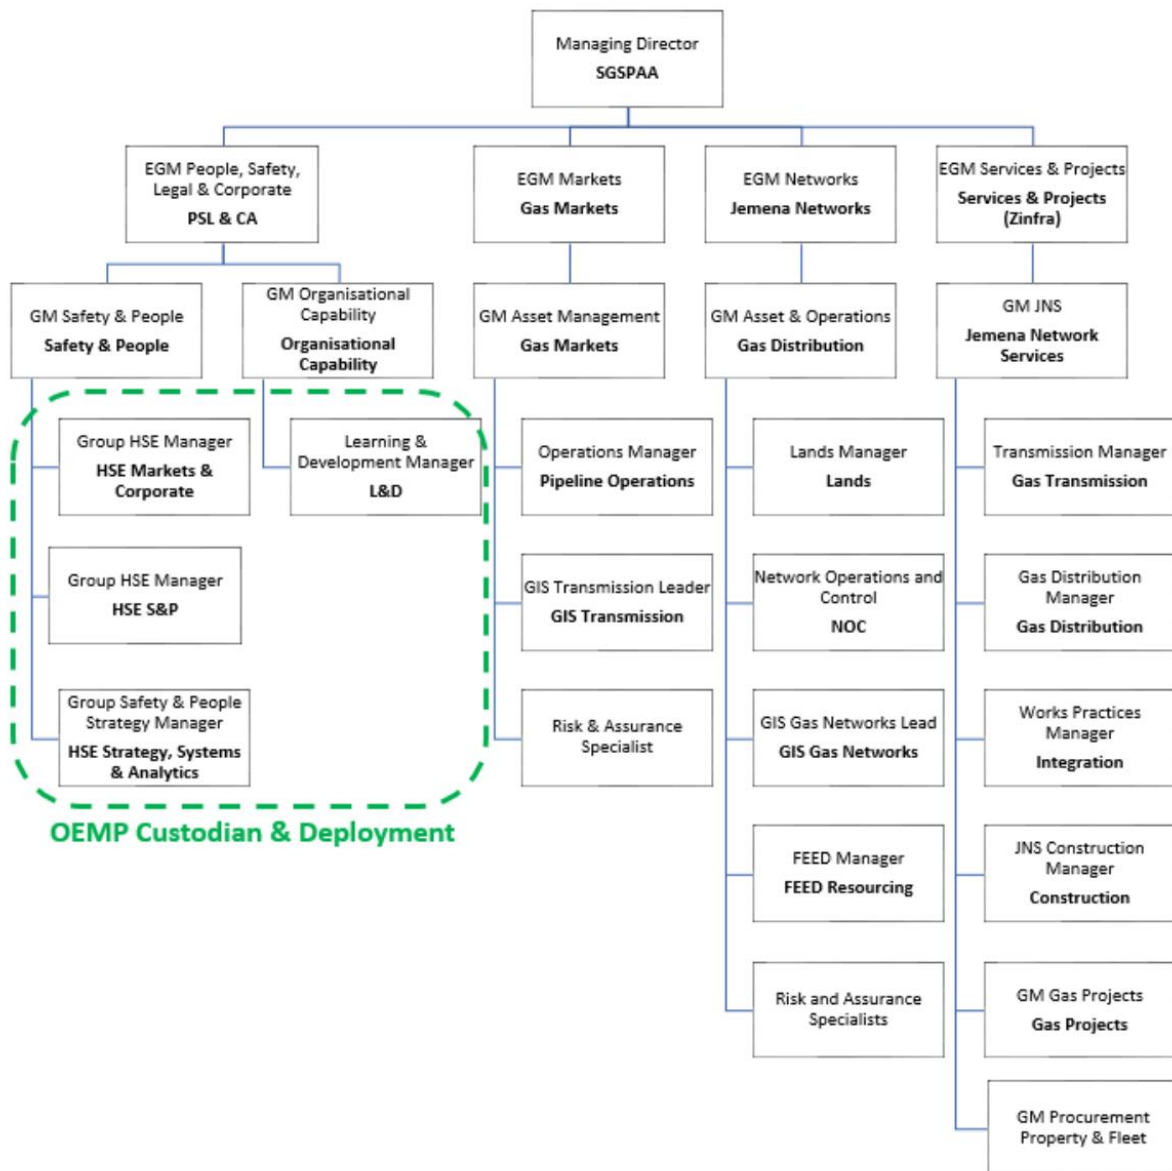 Managing Director
SGSPAA
EGM People, Safety,
Legal & Corporate
PSL & CA
EGM Markets
Gas Markets
EGM Networks
Jemena Networks
EGM Services & Projects
Services & Projects
(Zinfra)
GM Safety & People
Safety & People
GM Organisational
Capability
Organisational
Capability
GM Asset Management
Gas Markets
GM Asset & Operations
Gas Distribution
GM JNS
Jemena Network
Services
Group HSE Manager
HSE Markets &
Corporate
Learning &
Development Manager
L&D
Operations Manager
Pipeline Operations
Lands Manager
Lands
Transmission Manager
Gas Transmission
Group HSE Manager
HSE S&P
GIS Transmission Leader
GIS Transmission
Network Operations and
Control
NOC
Gas Distribution
Manager
Gas Distribution
Group Safety & People
Strategy Manager
HSE Strategy, Systems
& Analytics
Risk & Assurance
Specialist
GIS Gas Networks Lead
GIS Gas Networks
Works Practices
Manager
Integration
OEMP Custodian & Deployment
FEED Manager
FEED Resourcing
JNS Construction
Manager
Construction
Risk and Assurance
Specialists
GM Gas Projects
Gas Projects
GM Procurement
Property & Fleet